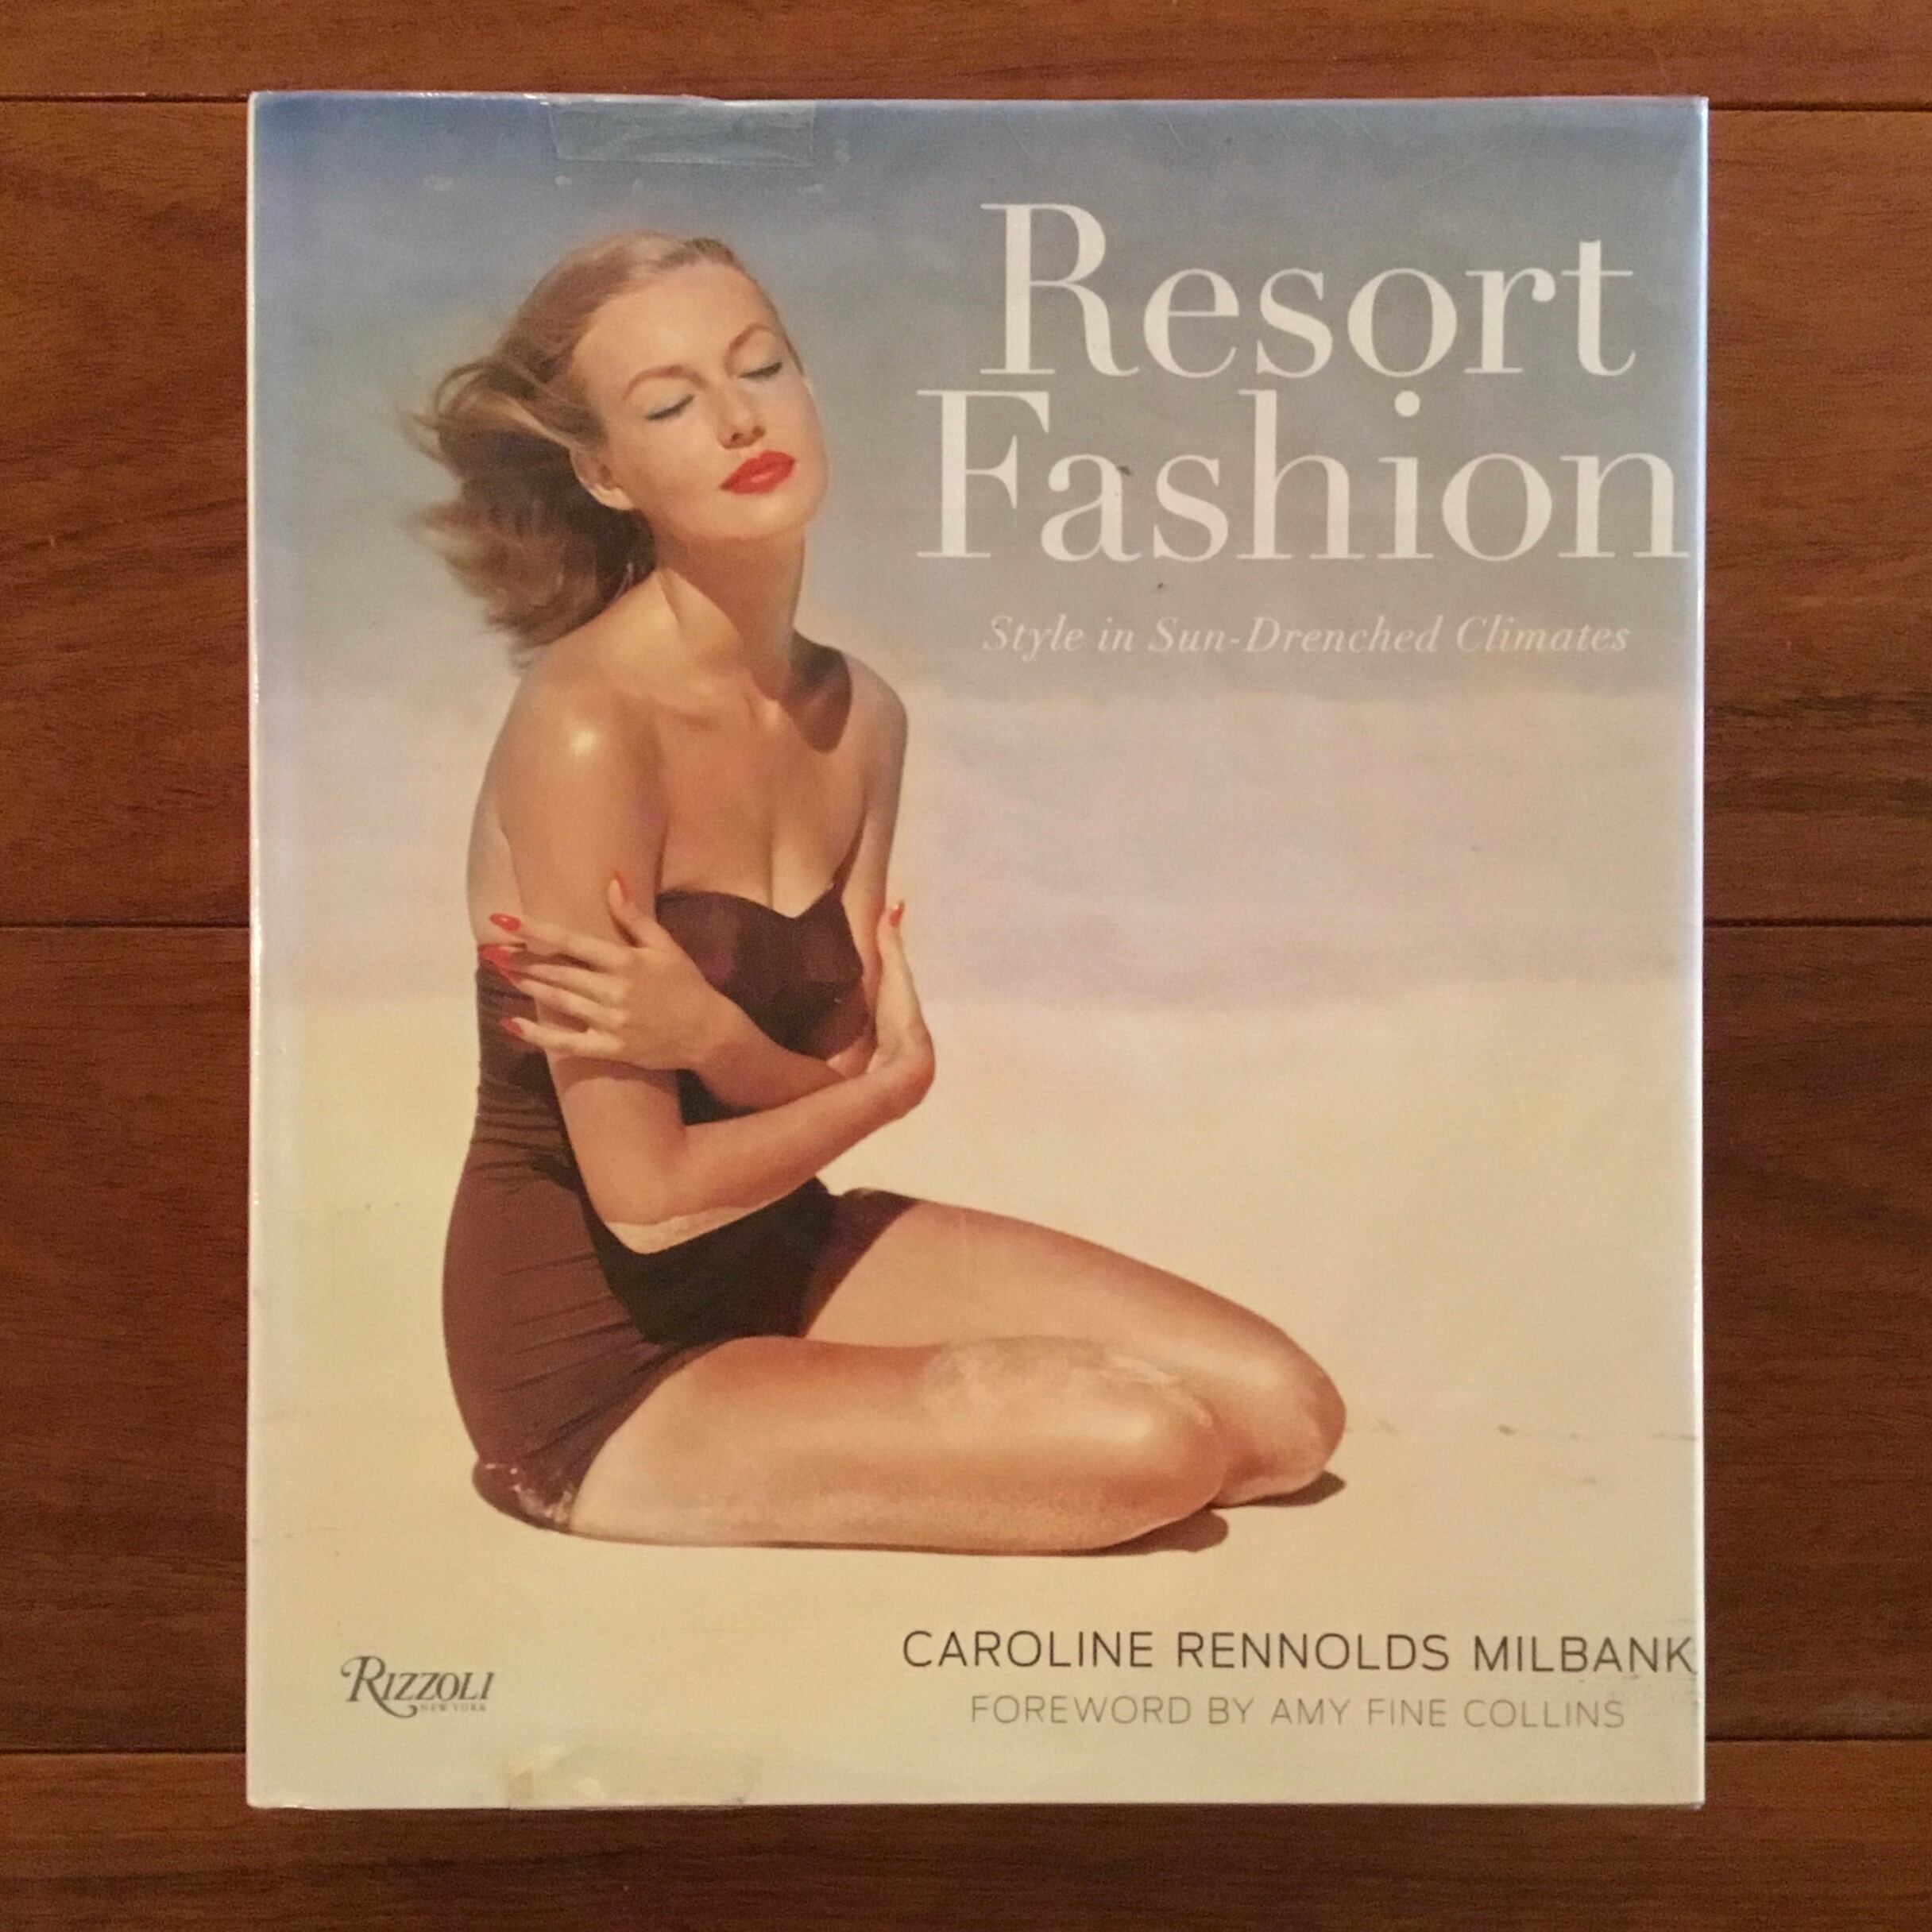 Resort
Fashion
Style in Sun-Drenched Climates
CAROLINE RENNOLDS MILBANK
FOREWORD BY AMY FINE COLLINS
RIZZOLI
NEW YORK